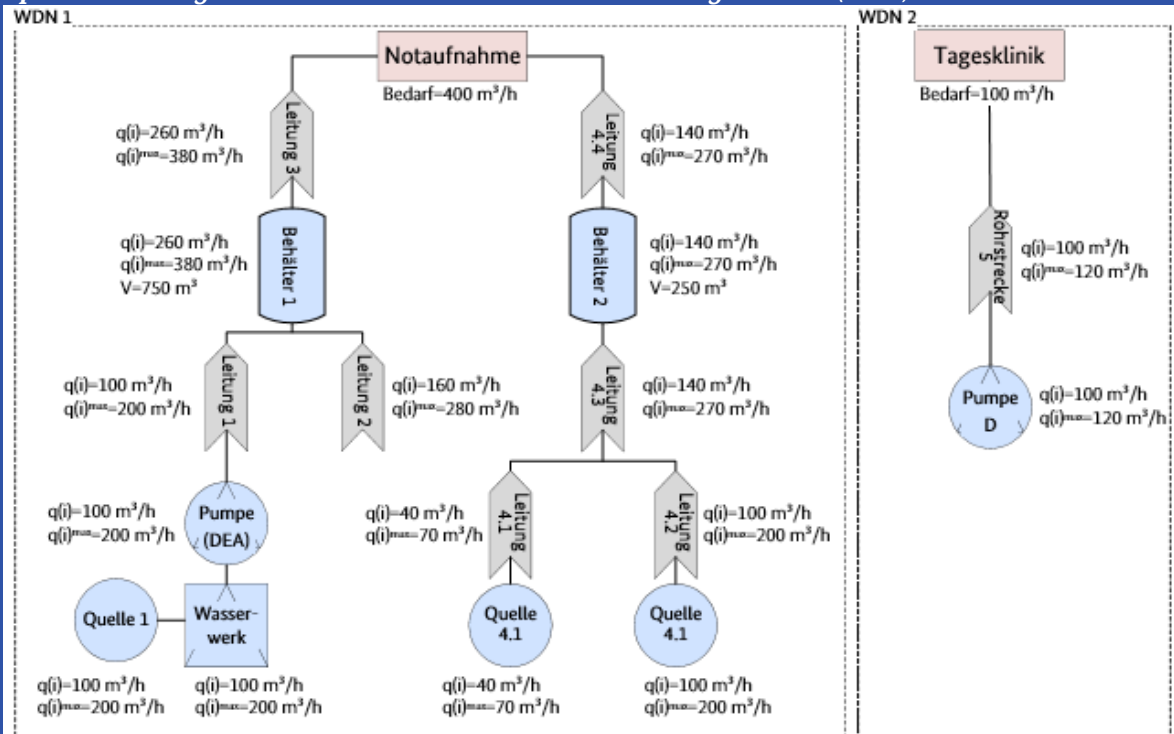 WDN 1
WDN 2
Notaufnahme
Bedarf=400 m³/h
Tagesklinik
Bedarf=100 m³/h
Leitung 3
q(i)=260 m³/h
q(i)ᵐᵃˣ=380 m³/h
Leitung
4.4
q(i)=140 m³/h
q(i)ᵐᵃˣ=270 m³/h
Behälter 1
q(i)=260 m³/h
q(i)ᵐᵃˣ=380 m³/h
V=750 m³
Behälter 2
q(i)=140 m³/h
q(i)ᵐᵃˣ=270 m³/h
V=250 m³
Rohrstrecke
5
q(i)=100 m³/h
q(i)ᵐᵃˣ=120 m³/h
q(i)=100 m³/h
q(i)ᵐᵃˣ=200 m³/h
Leitung 1
Leitung 2
q(i)=160 m³/h
q(i)ᵐᵃˣ=280 m³/h
Leitung
4.3
q(i)=140 m³/h
q(i)ᵐᵃˣ=270 m³/h
Pumpe
D
q(i)=100 m³/h
q(i)ᵐᵃˣ=120 m³/h
q(i)=100 m³/h
q(i)ᵐᵃˣ=200 m³/h
Pumpe
(DEA)
q(i)=40 m³/h
q(i)ᵐᵃˣ=70 m³/h
Leitung
4.1
Leitung
4.2
q(i)=100 m³/h
q(i)ᵐᵃˣ=200 m³/h
Quelle 1
Wasser-
werk
Quelle
4.1
Quelle
4.1
q(i)=100 m³/h
q(i)ᵐᵃˣ=200 m³/h
q(i)=100 m³/h
q(i)ᵐᵃˣ=200 m³/h
q(i)=40 m³/h
q(i)ᵐᵃˣ=70 m³/h
q(i)=100 m³/h
q(i)ᵐᵃˣ=200 m³/h